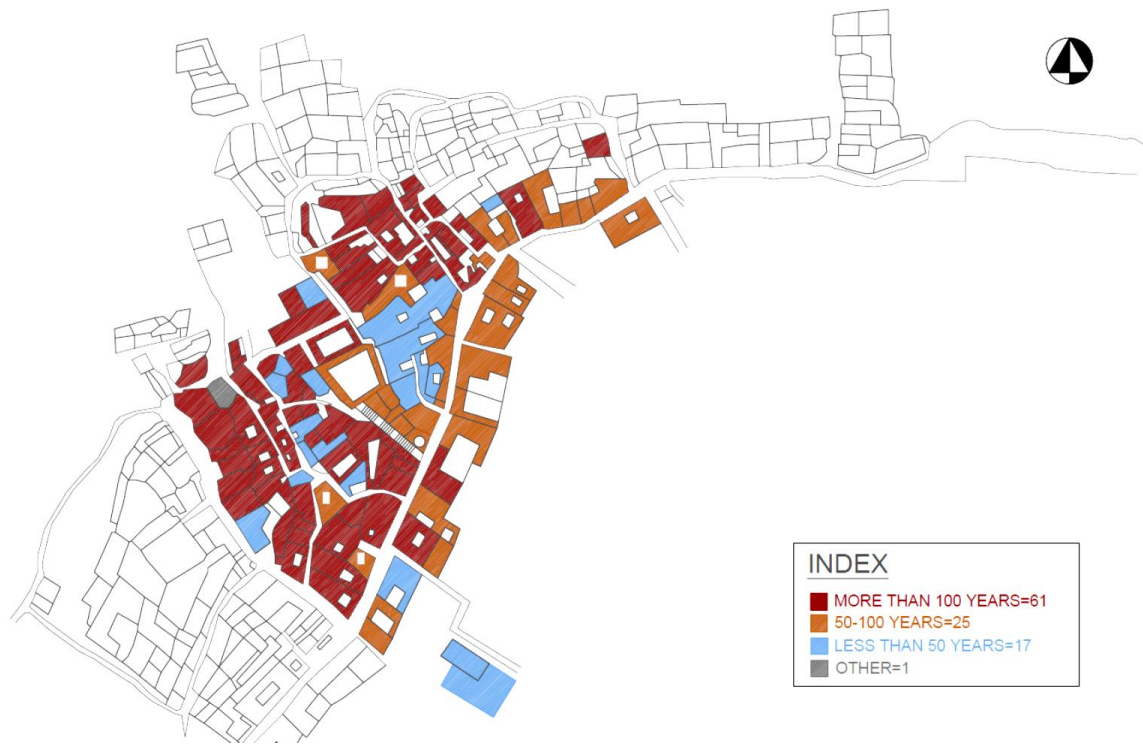 INDEX
MORE THAN 100 YEARS=61
50-100 YEARS=25
LESS THAN 50 YEARS=17
OTHER=1